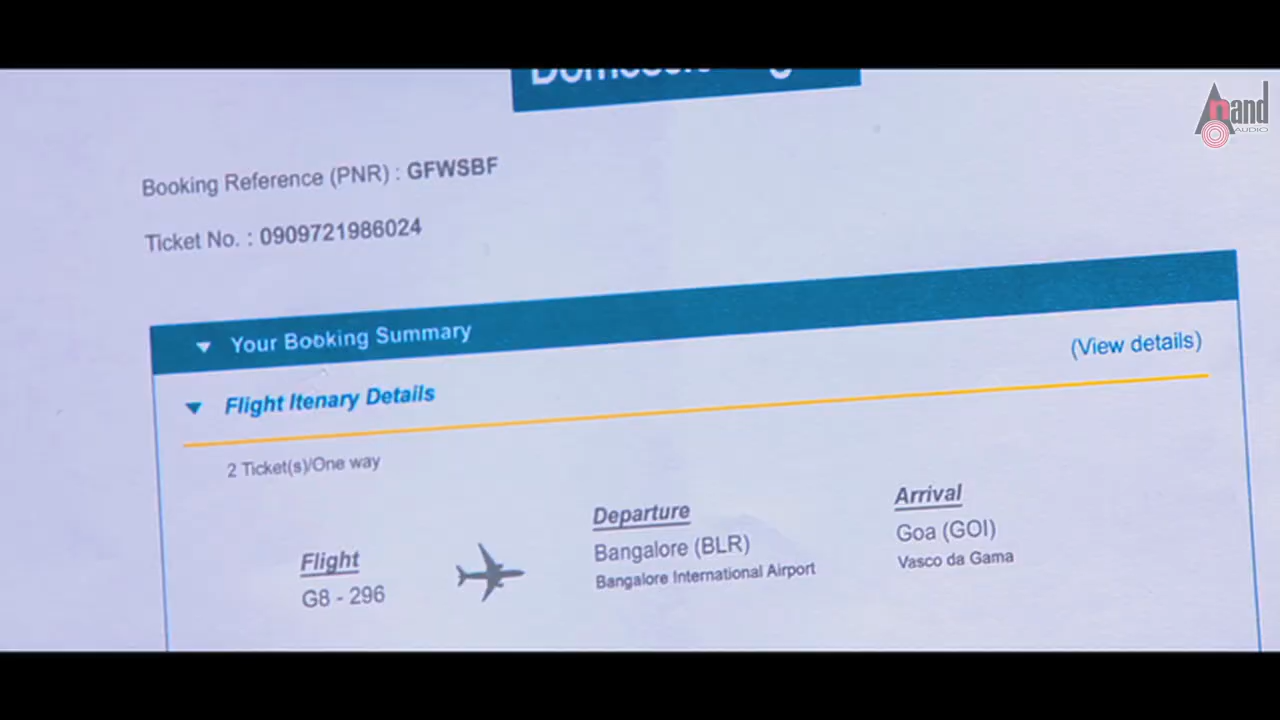 Anand
AUDIO
Booking Reference (PNR) : GFWSBF
Ticket No. : 0909721986024
Your Booking Summary
(View details)
Flight Itenary Details
2 Ticket(s)/One way
Flight
G8 - 296
Departure
Bangalore (BLR)
Bangalore International Airport
Arrival
Goa (GOI)
Vasco da Gama